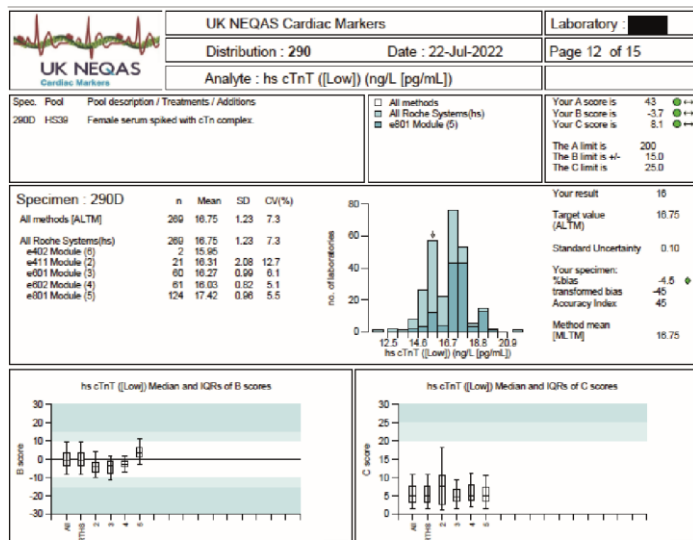 UK NEQAS Cardiac Markers
Laboratory :
Distribution : 290 Date : 22-Jul-2022
Page 12 of 15
UK NEQAS
Cardiac Markers
Analyte : hs cTnT ([Low]) (ng/L [pg/mL])
Spec. Pool Pool description / Treatments / Additions
290D HS39 Female serum spiked with cTn complex.
All methods
All Roche Systems(hs)
e801 Module (5)
Your A score is 43
Your B score is -3.7
Your C score is 8.1
The A limit is 200
The B limit is +/- 15.0
The C limit is 25.0
Specimen : 290D n Mean SD CV(%)
All methods [ALTM] 269 16.75 1.23 7.3
All Roche Systems(hs) 269 16.75 1.23 7.3
e402 Module (6) 2 15.95
e411 Module (2) 21 16.31 2.08 12.7
e601 Module (3) 60 16.27 0.99 6.1
e602 Module (4) 61 16.03 0.82 5.1
e801 Module (5) 124 17.42 0.96 5.5
no. of laboratories
80
60
40
20
0
12.5 14.6 16.7 18.8 20.9
hs cTnT ([Low]) (ng/L [pg/mL])
Your result 16
Target value 16.75
(ALTM)
Standard Uncertainty 0.10
Your specimen:
%bias -4.5
transformed bias -45
Accuracy Index 45
Method mean
[MLTM] 16.75
hs cTnT ([Low]) Median and IQRs of B scores
B score
30
20
10
0
-10
-20
-30
All
RTHS
2
3
4
5
hs cTnT ([Low]) Median and IQRs of C scores
C score
30
25
20
15
10
5
0
All
RTHS
2
3
4
5